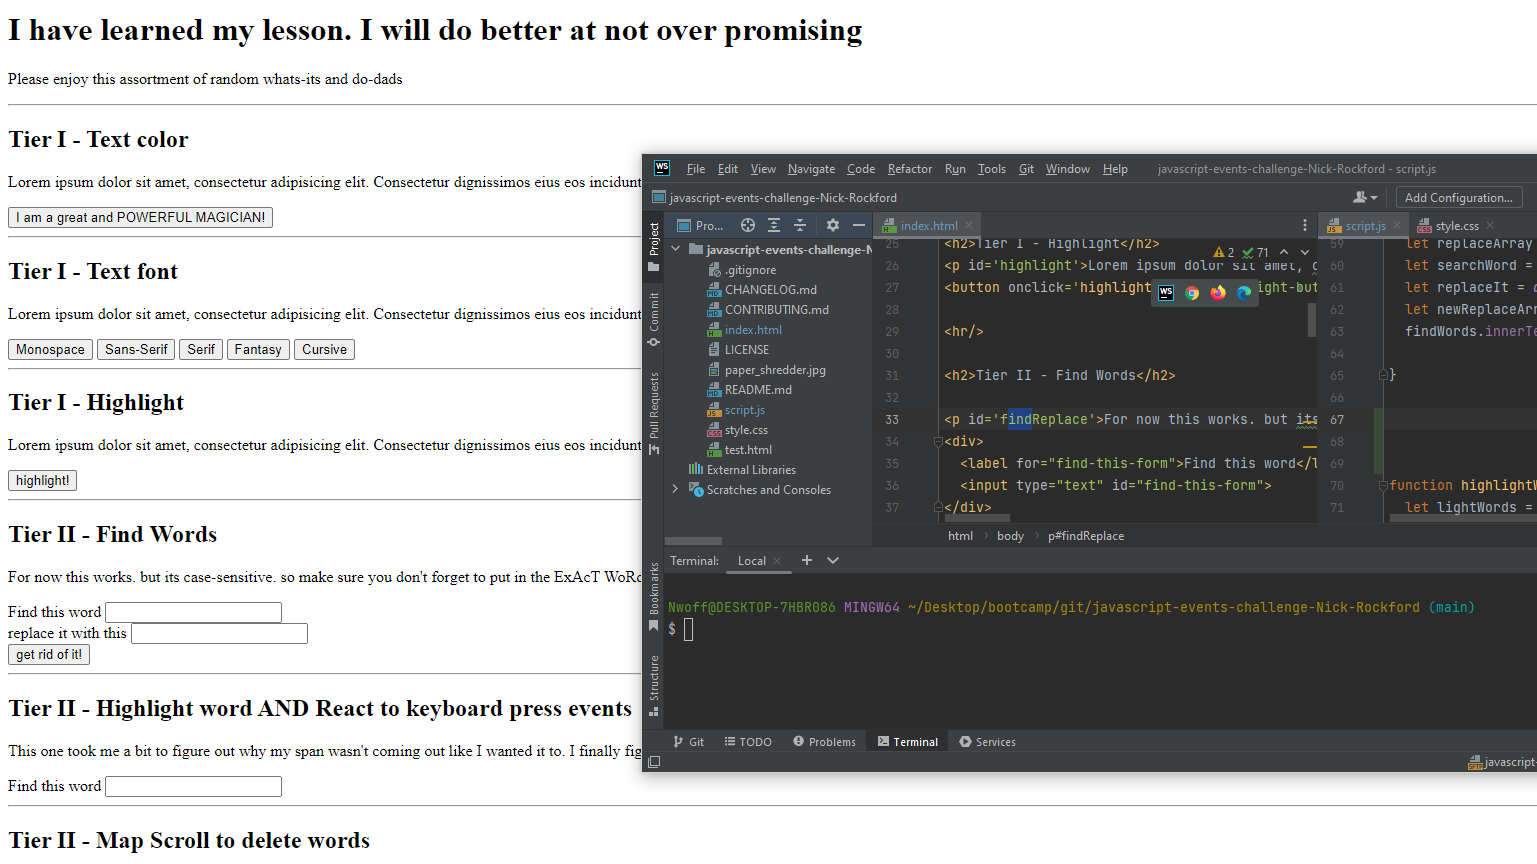 I have learned my lesson. I will do better at not over promising
Please enjoy this assortment of random whats-its and do-dads
Tier I - Text color
Lorem ipsum dolor sit amet, consectetur adipisicing elit. Consectetur dignissimos eius eos incidunt
I am a great and POWERFUL MAGICIAN!
Tier I - Text font
Lorem ipsum dolor sit amet, consectetur adipisicing elit. Consectetur dignissimos eius eos incidunt
Monospace Sans-Serif Serif Fantasy Cursive
Tier I - Highlight
Lorem ipsum dolor sit amet, consectetur adipisicing elit. Consectetur dignissimos eius eos incidunt
highlight!
Tier II - Find Words
For now this works. but its case-sensitive. so make sure you don't forget to put in the ExAcT WoRd
Find this word
replace it with this
get rid of it!
Tier II - Highlight word AND React to keyboard press events
This one took me a bit to figure out why my span wasn't coming out like I wanted it to. I finally fig
Find this word
Tier II - Map Scroll to delete words
WS File Edit View Navigate Code Refactor Run Tools Git Window Help javascript-events-challenge-Nick-Rockford - script.js
javascript-events-challenge-Nick-Rockford Add Configuration...
Project
Commit
Pull Requests
Bookmarks
Structure
Pro...
javascript-events-challenge-N
.gitignore
CHANGELOG.md
CONTRIBUTING.md
index.html
LICENSE
paper_shredder.jpg
README.md
script.js
style.css
test.html
External Libraries
Scratches and Consoles
index.html
2 71
25 <h2>Tier I - Highlight</h2>
26 <p id='highlight'>Lorem ipsum dolor sit amet,
27 <button onclick='highlight ight-but
28
29 <hr/>
30
31 <h2>Tier II - Find Words</h2>
32
33 <p id='findReplace'>For now this works. but its
34 <div>
35 <label for="find-this-form">Find this word</l
36 <input type="text" id="find-this-form">
37 </div>
html body p#findReplace
script.js style.css
59 let replaceArray
60 let searchWord =
61 let replaceIt =
62 let newReplaceArr
63 findWords.innerTe
64
65 }
66
67
68
69
70 function highlightW
71 let lightWords =
Terminal: Local
Nwoff@DESKTOP-7HBR086 MINGW64 ~/Desktop/bootcamp/git/javascript-events-challenge-Nick-Rockford (main)
$
Git TODO Problems Terminal Services
javascript-